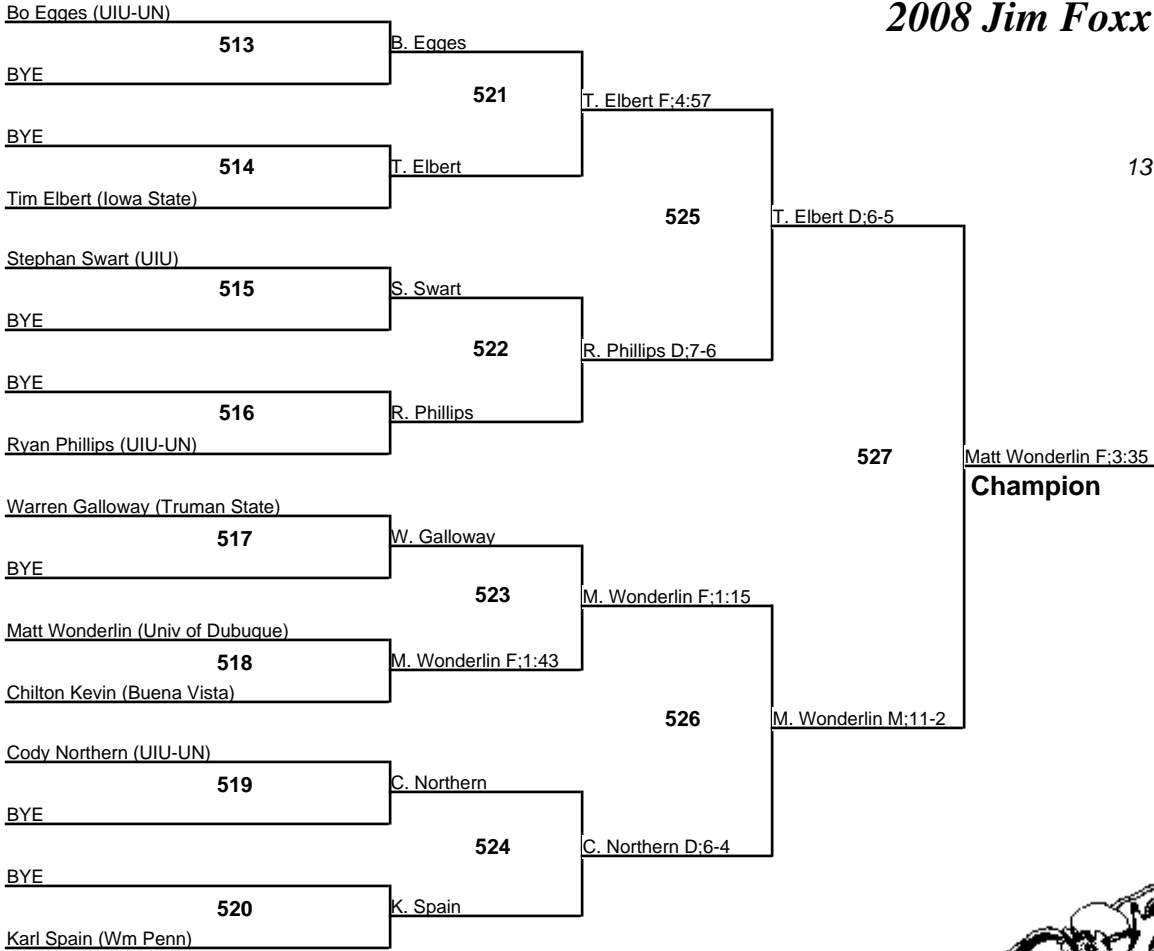 2008 Jim Foxx
13
Bo Egges (UIU-UN)
513
BYE
B. Egges
521
BYE
514
Tim Elbert (Iowa State)
T. Elbert
T. Elbert F;4:57
525
Stephan Swart (UIU)
515
BYE
S. Swart
522
BYE
516
Ryan Phillips (UIU-UN)
R. Phillips
R. Phillips D;7-6
T. Elbert D;6-5
527
Warren Galloway (Truman State)
517
BYE
W. Galloway
523
Matt Wonderlin (Univ of Dubuque)
518
Chilton Kevin (Buena Vista)
M. Wonderlin F;1:43
M. Wonderlin F;1:15
526
Cody Northern (UIU-UN)
519
BYE
C. Northern
524
BYE
520
Karl Spain (Wm Penn)
K. Spain
C. Northern D;6-4
M. Wonderlin M;11-2
Matt Wonderlin F;3:35
Champion